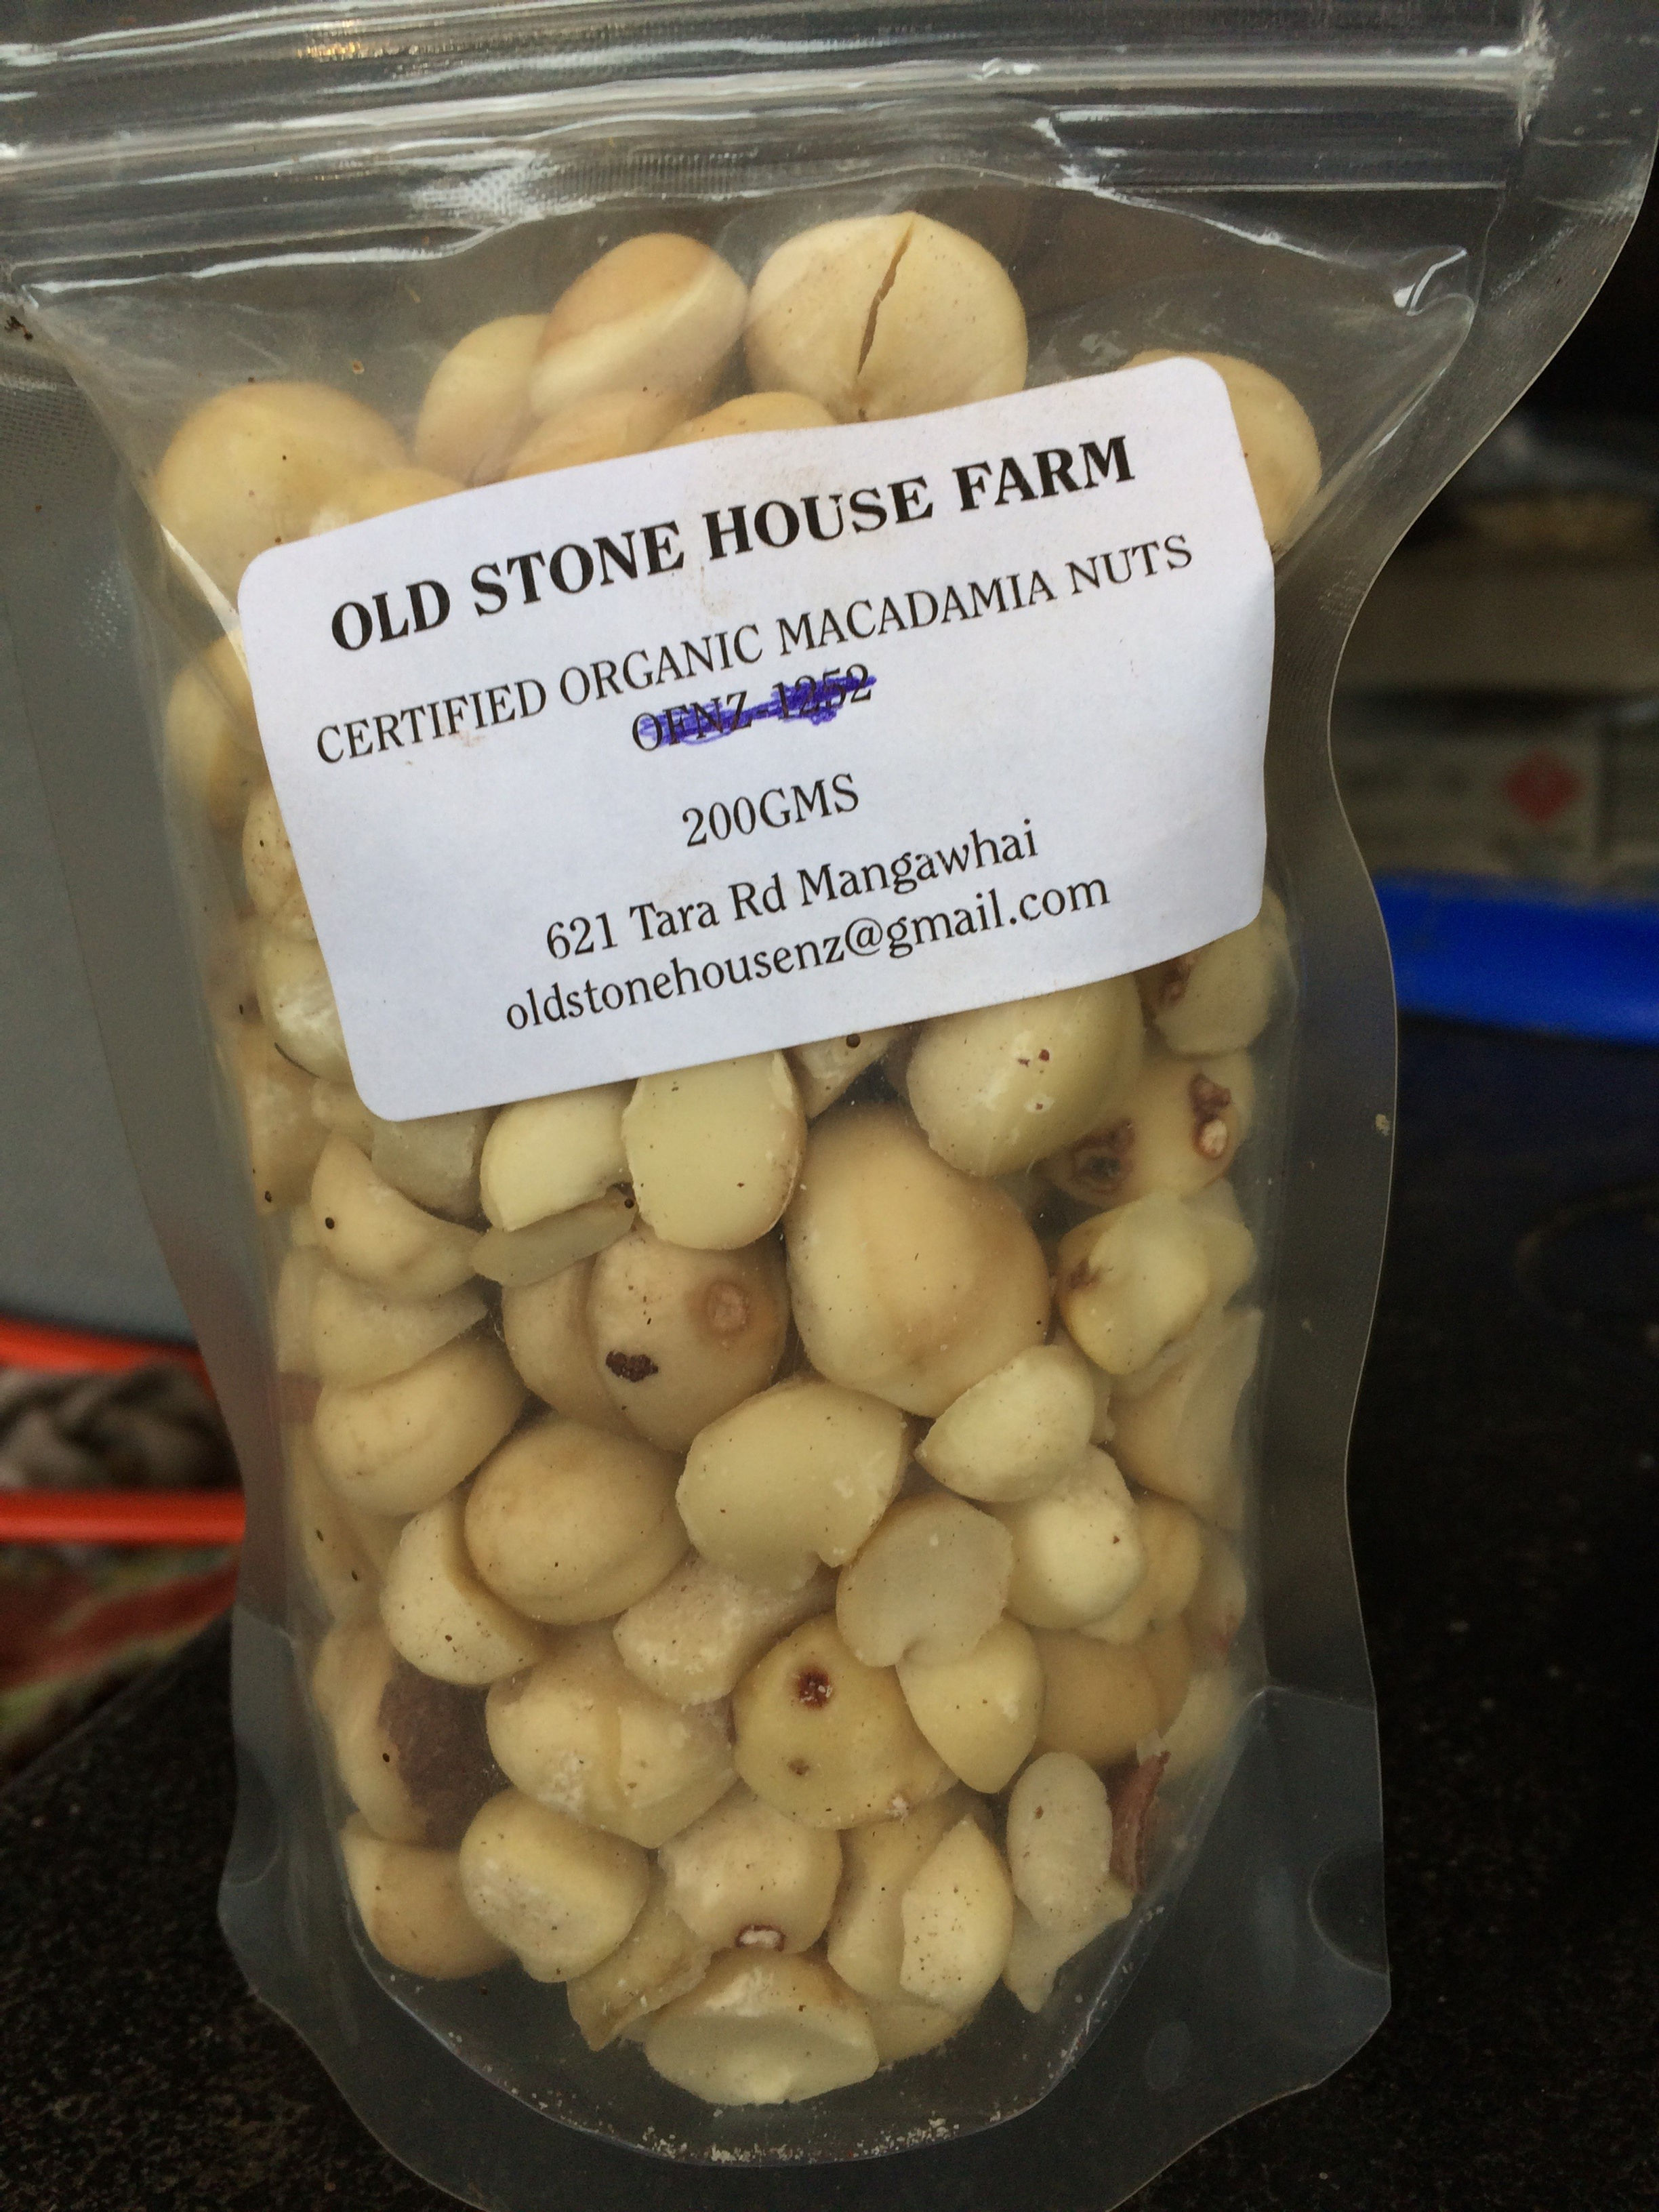 OLD STONE HOUSE FARM
CERTIFIED ORGANIC MACADAMIA NUTS
OFNZ-1252
200GMS
621 Tara Rd Mangawhai
oldstonehousenz@gmail.com